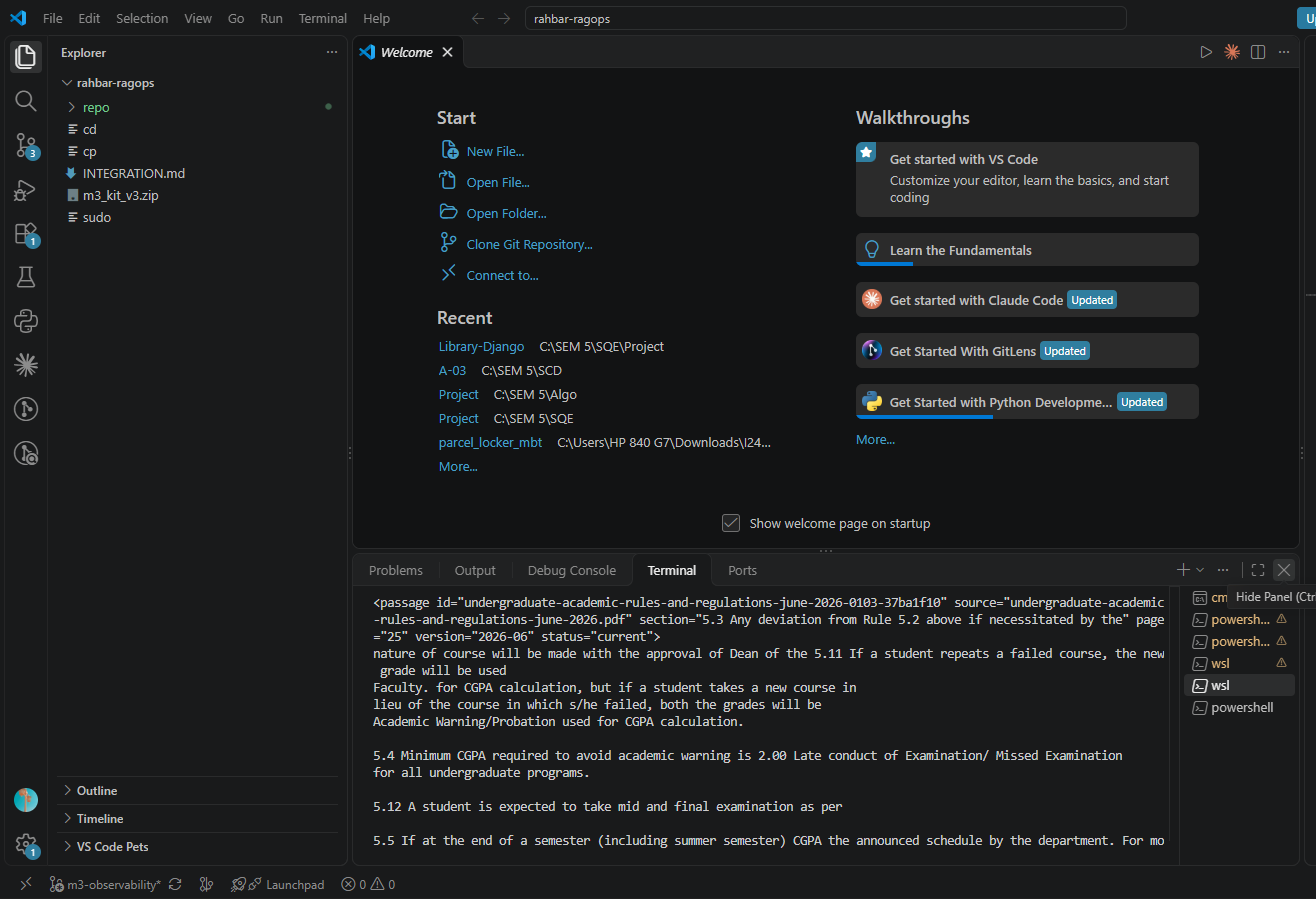 File Edit Selection View Go Run Terminal Help
rahbar-ragops
Explorer
rahbar-ragops
repo
cd
cp
INTEGRATION.md
m3_kit_v3.zip
sudo
3
1
Outline
Timeline
VS Code Pets
1
Welcome
Start
New File...
Open File...
Open Folder...
Clone Git Repository...
Connect to...
Recent
Library-Django C:\SEM 5\SQE\Project
A-03 C:\SEM 5\SCD
Project C:\SEM 5\Algo
Project C:\SEM 5\SQE
parcel_locker_mbt C:\Users\HP 840 G7\Downloads\I24...
More...
Walkthroughs
Get started with VS Code
Customize your editor, learn the basics, and start
coding
Learn the Fundamentals
Get started with Claude Code Updated
Get Started With GitLens Updated
Get Started with Python Developme... Updated
More...
Show welcome page on startup
Problems Output Debug Console Terminal Ports
<passage id="undergraduate-academic-rules-and-regulations-june-2026-0103-37ba1f10" source="undergraduate-academic
-rules-and-regulations-june-2026.pdf" section="5.3 Any deviation from Rule 5.2 above if necessitated by the" page
="25" version="2026-06" status="current">
nature of course will be made with the approval of Dean of the 5.11 If a student repeats a failed course, the new
grade will be used
Faculty. for CGPA calculation, but if a student takes a new course in
lieu of the course in which s/he failed, both the grades will be
Academic Warning/Probation used for CGPA calculation.
5.4 Minimum CGPA required to avoid academic warning is 2.00 Late conduct of Examination/ Missed Examination
for all undergraduate programs.
5.12 A student is expected to take mid and final examination as per
5.5 If at the end of a semester (including summer semester) CGPA the announced schedule by the department. For mo
cm
Hide Panel (Ctr
powersh...
powersh...
wsl
wsl
powershell
m3-observability* Launchpad 0 0